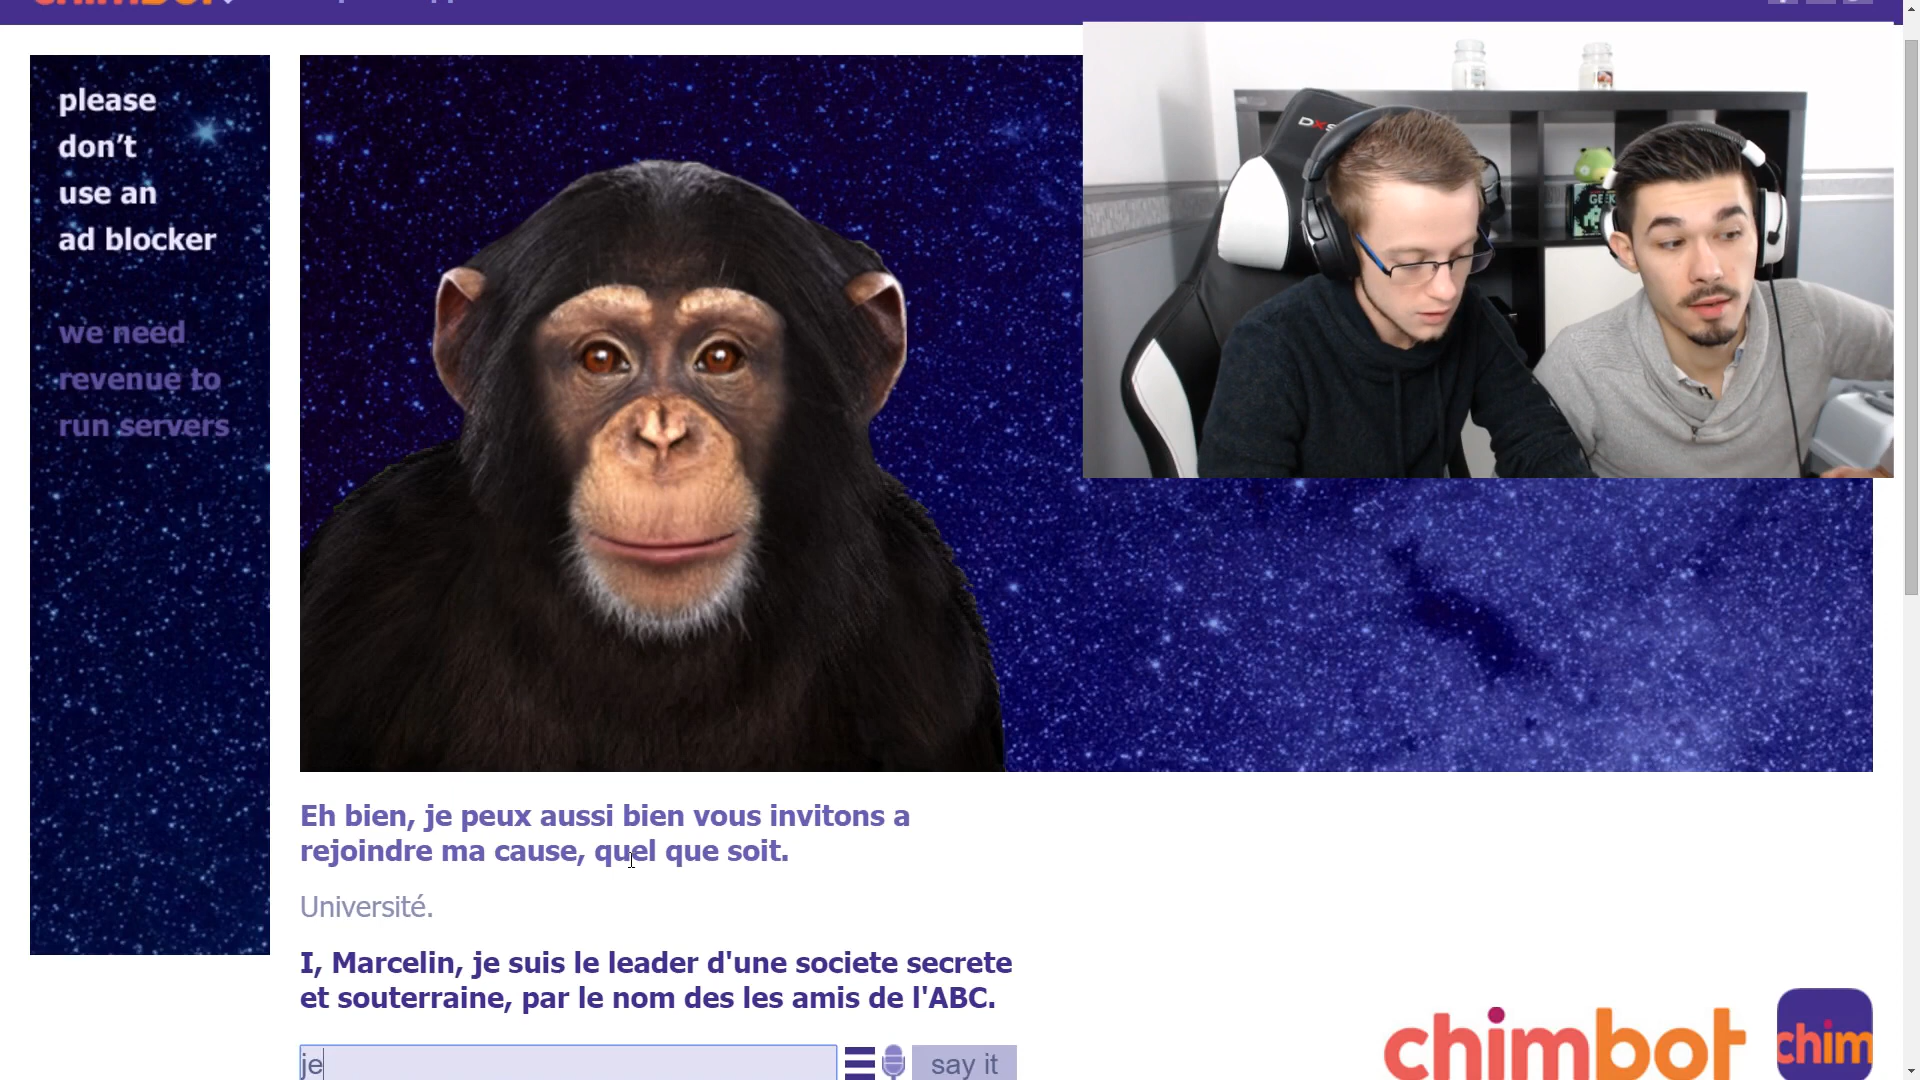 please
don't
use an
ad blocker
we need
revenue to
run servers
Eh bien, je peux aussi bien vous invitons a
rejoindre ma cause, quel que soit.
Université.
I, Marcelin, je suis le leader d'une societe secrete
et souterraine, par le nom des les amis de l'ABC.
je
say it
chimbot
chim